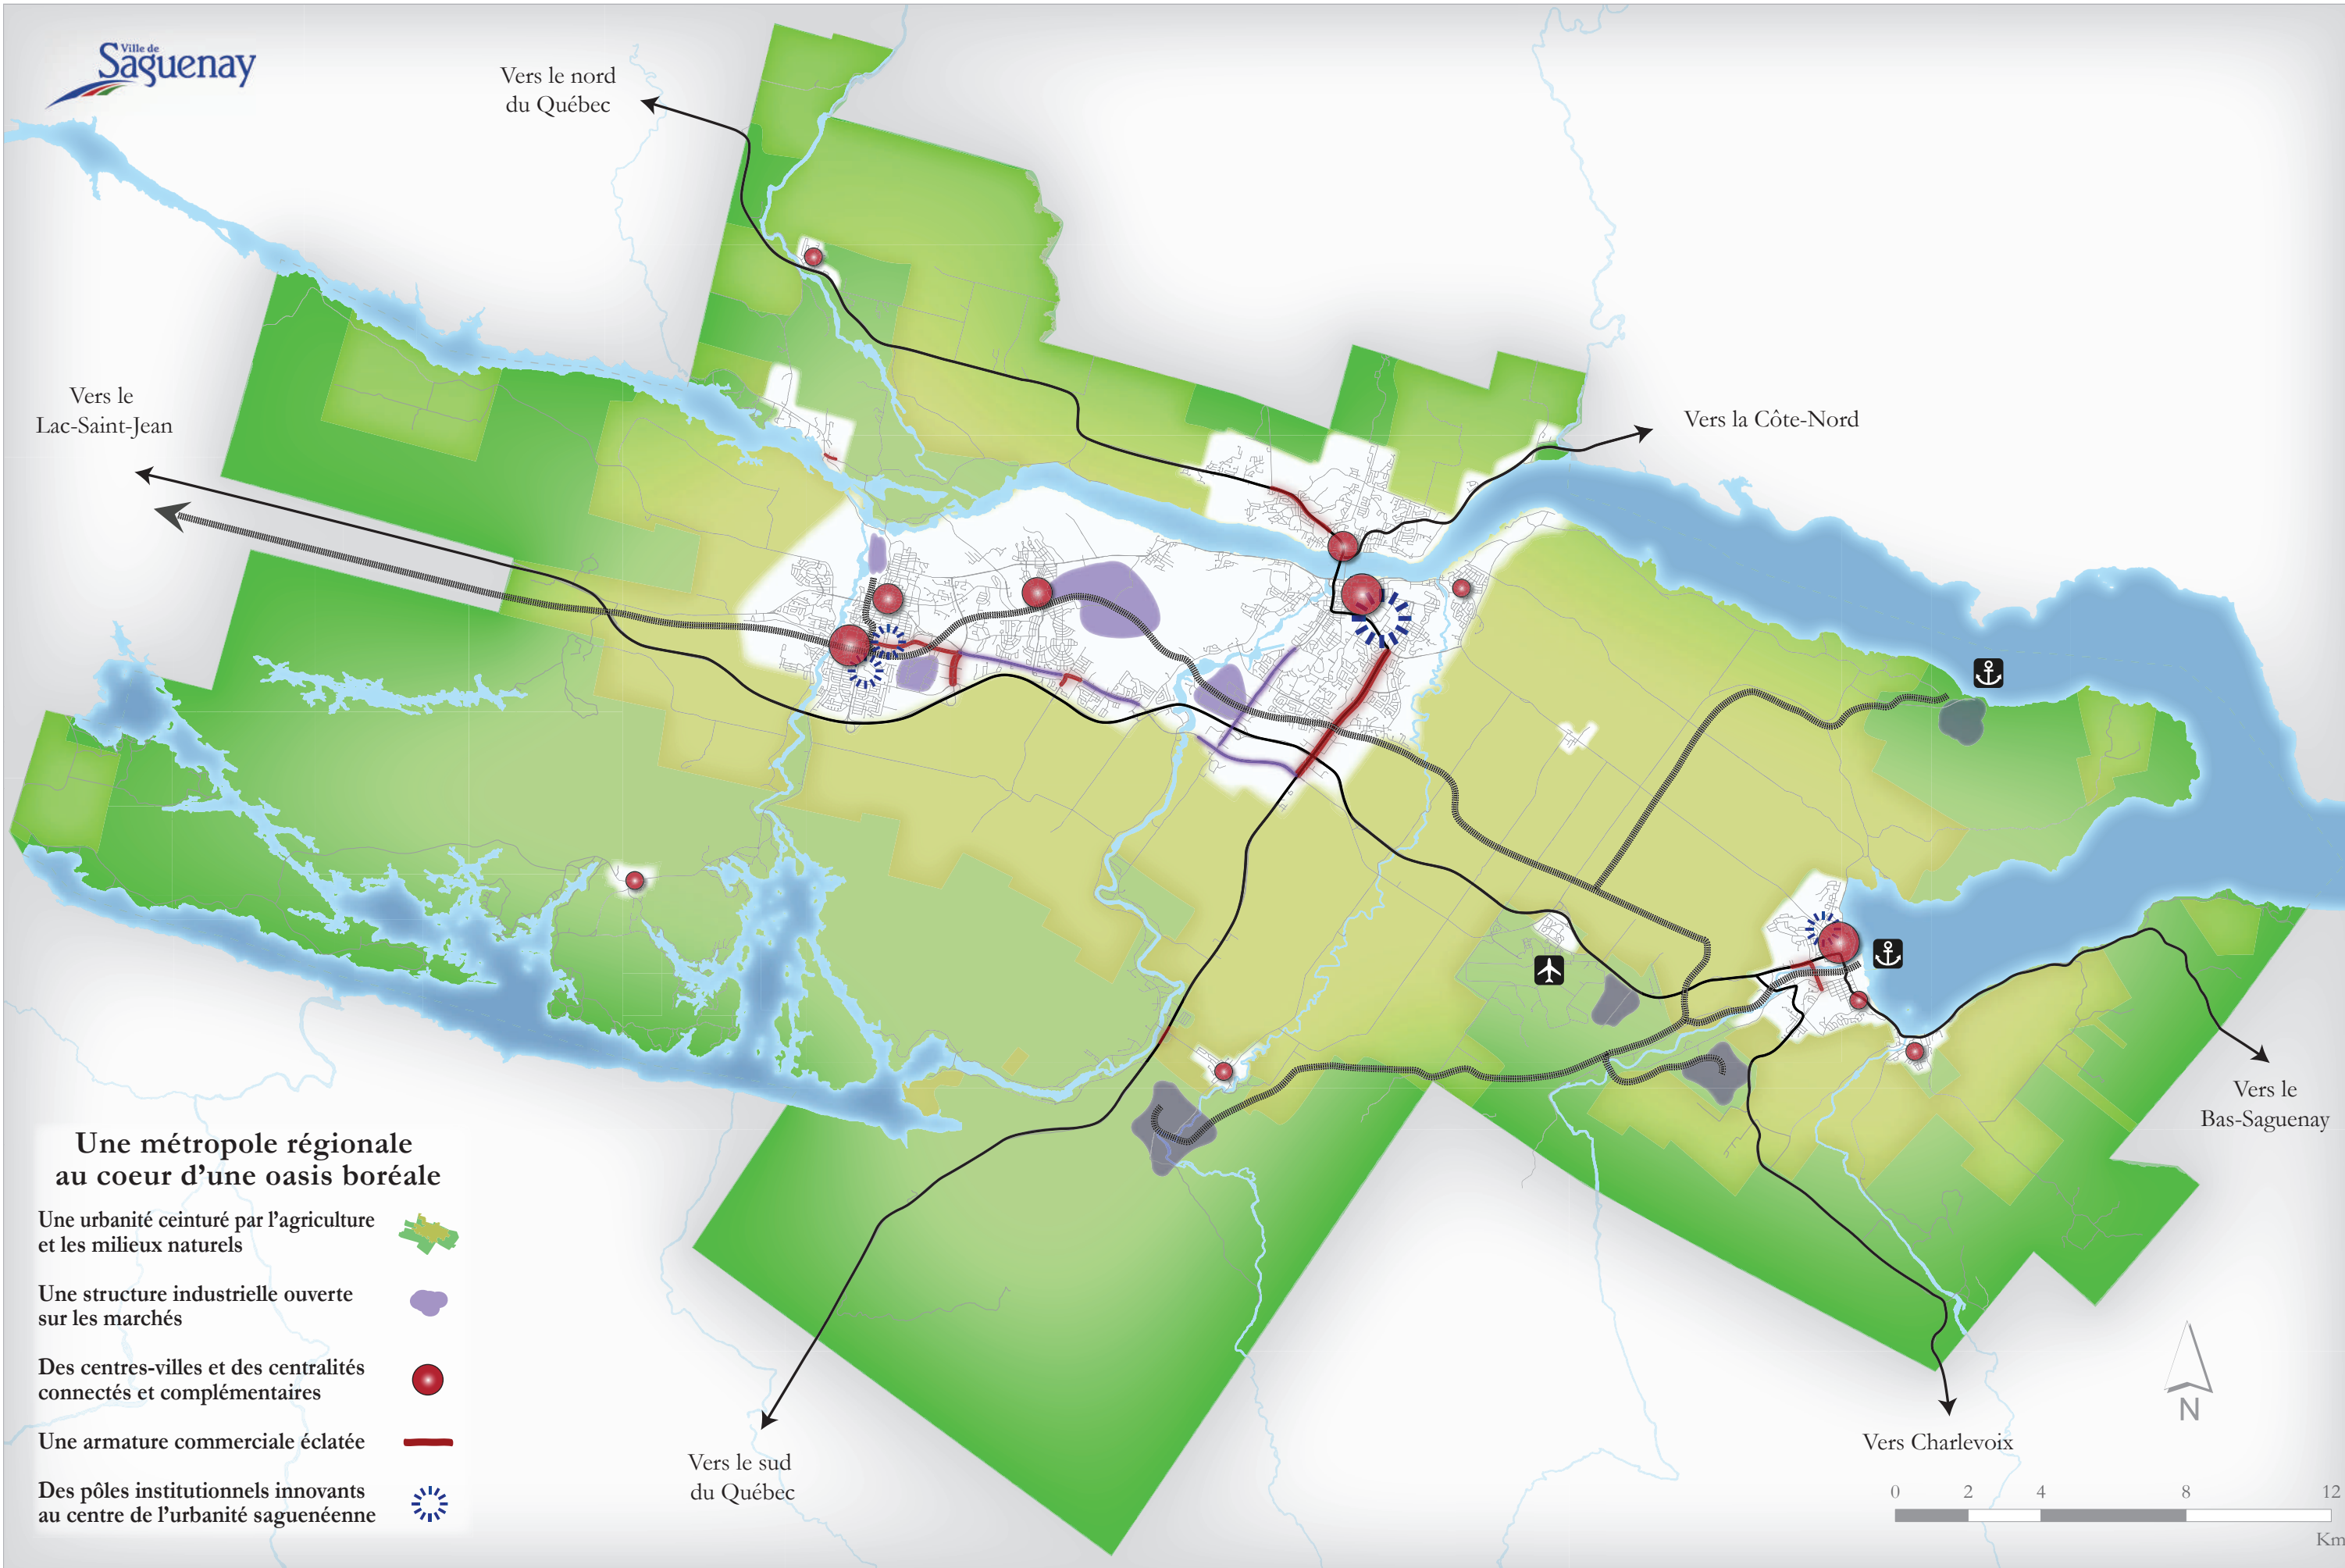 Ville de
Saguenay
Vers le nord
du Québec
Vers le
Lac-Saint-Jean
Vers la Côte-Nord
Vers le
Bas-Saguenay
Une métropole régionale
au coeur d'une oasis boréale
Une urbanité ceinturé par l'agriculture
et les milieux naturels
Une structure industrielle ouverte
sur les marchés
Des centres-villes et des centralités
connectés et complémentaires
Une armature commerciale éclatée
Des pôles institutionnels innovants
au centre de l'urbanité saguenéenne
Vers le sud
du Québec
N
Vers Charlevoix
0 2 4 8 12
Km